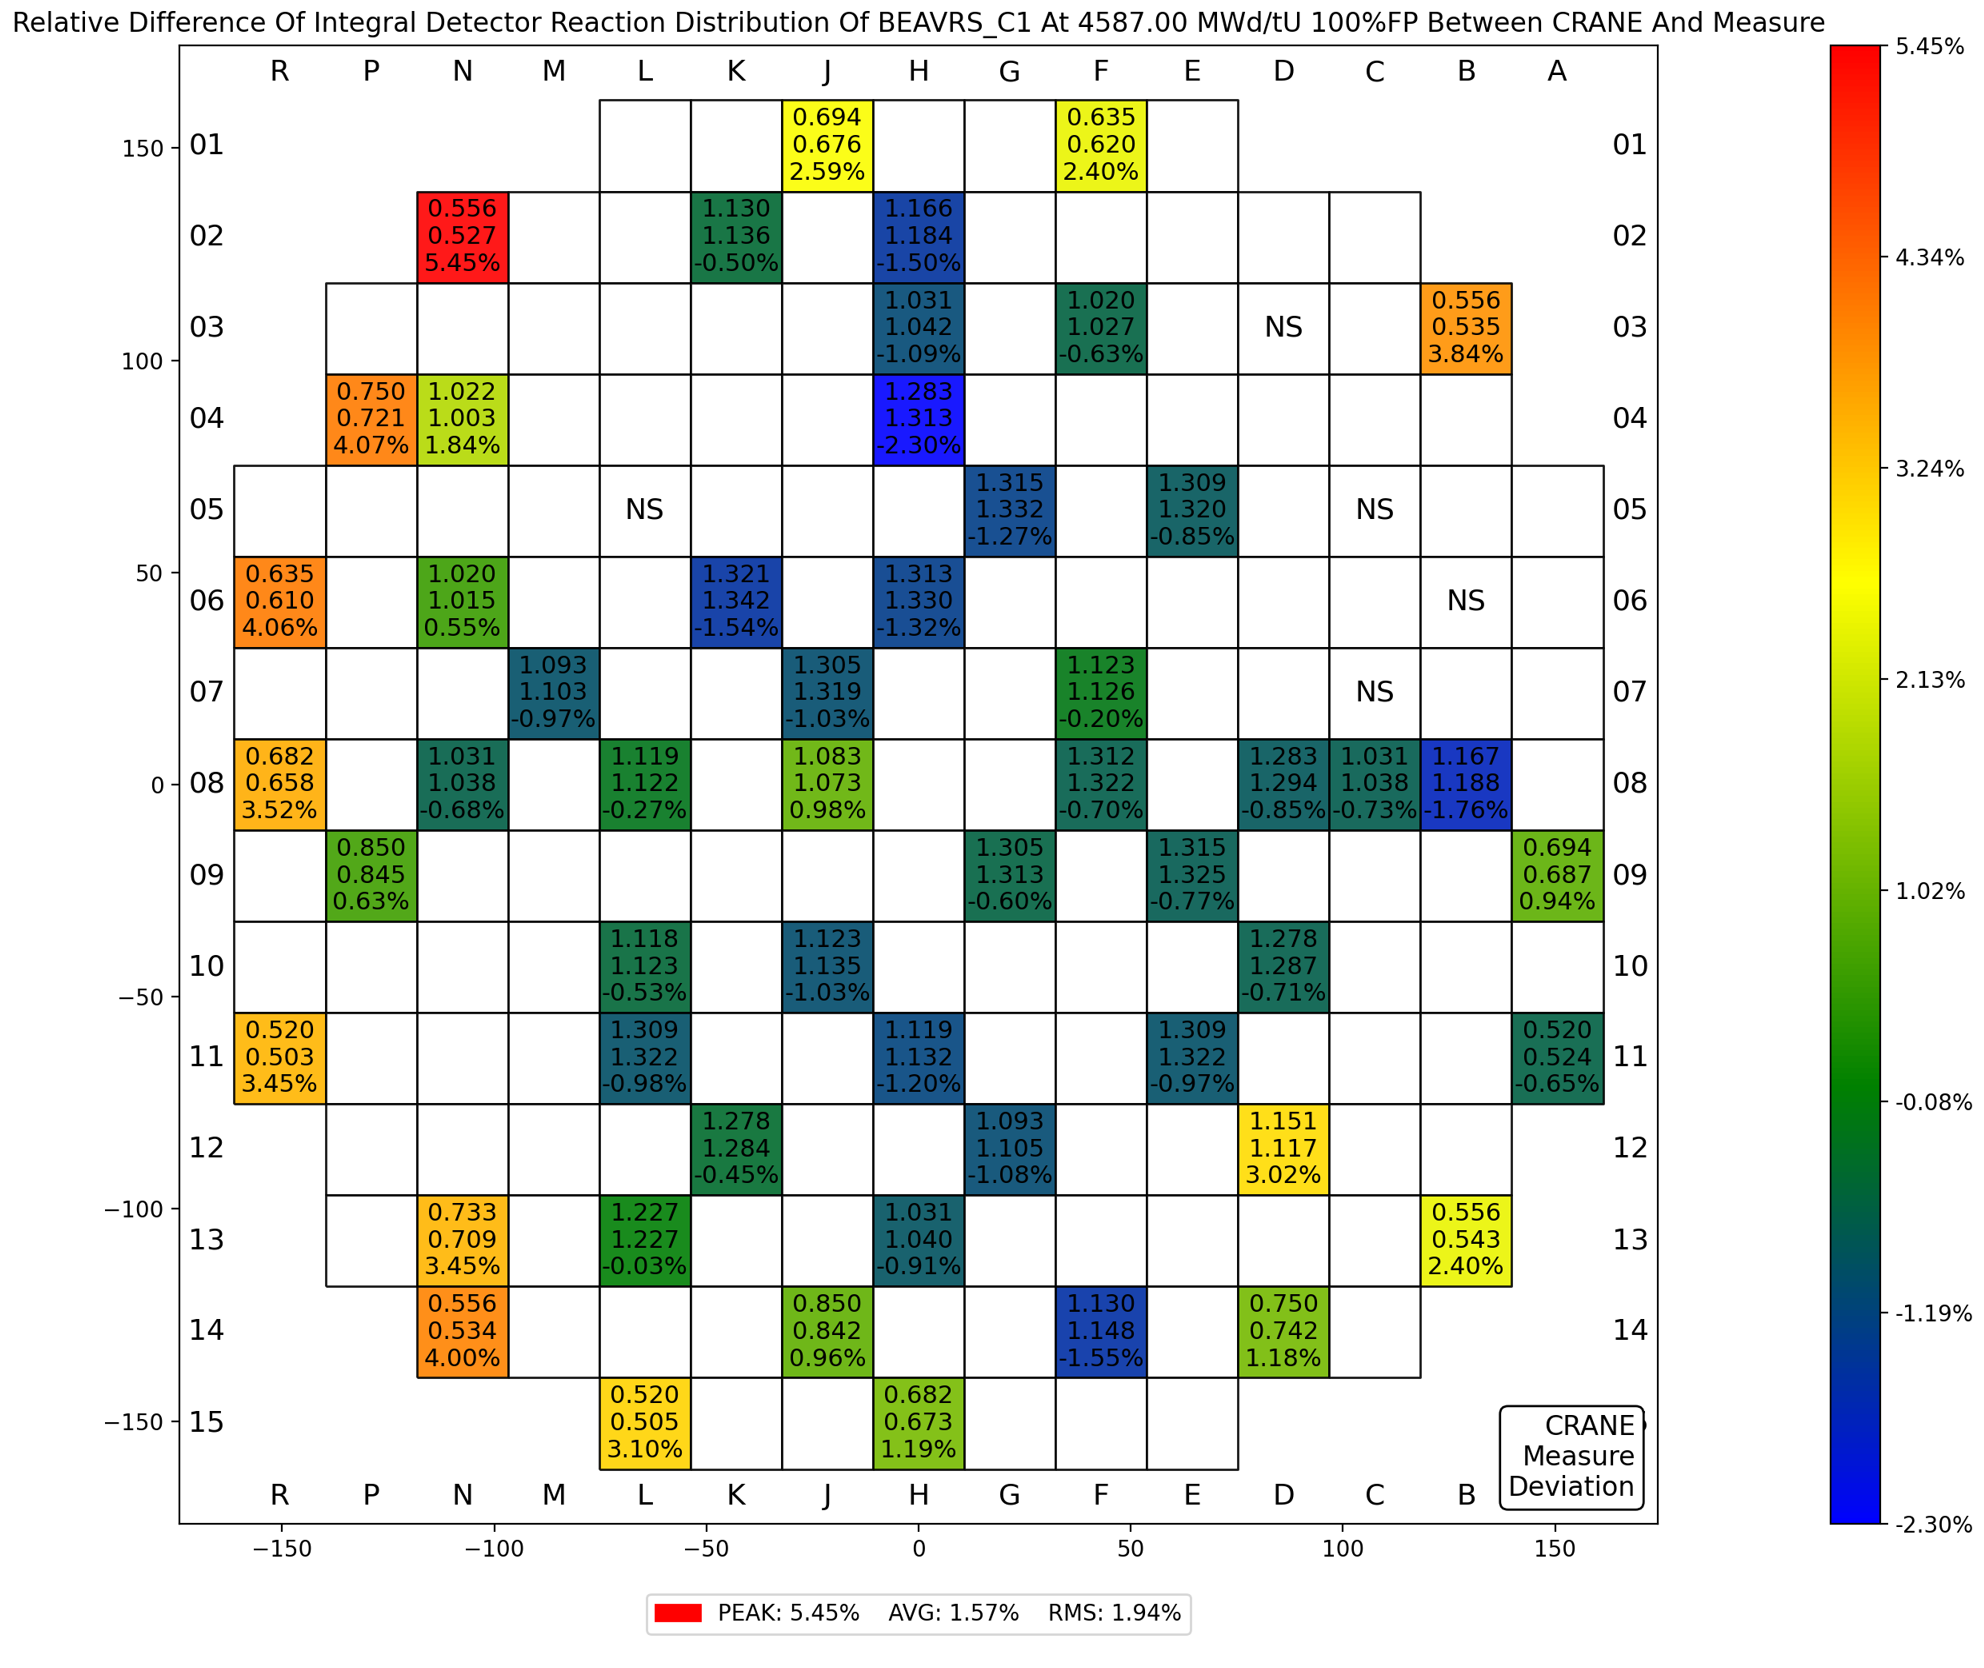 Relative Difference Of Integral Detector Reaction Distribution Of BEAVRS_C1 At 4587.00 MWd/tU 100%FP Between CRANE And Measure
R P N M L K J H G F E D C B A
01 0.694 0.635 01
0.676 0.620
2.59% 2.40%
02 0.556 1.130 1.166 02
0.527 1.136 1.184
5.45% -0.50% -1.50%
03 1.031 1.020 NS 0.556 03
1.042 1.027 0.535
-1.09% -0.63% 3.84%
04 0.750 1.022 1.283 04
0.721 1.003 1.313
4.07% 1.84% -2.30%
05 NS 1.315 1.309 NS 05
1.332 1.320
-1.27% -0.85%
06 0.635 1.020 1.321 1.313 NS 06
0.610 1.015 1.342 1.330
4.06% 0.55% -1.54% -1.32%
07 1.093 1.305 1.123 NS 07
1.103 1.319 1.126
-0.97% -1.03% -0.20%
08 0.682 1.031 1.119 1.083 1.312 1.283 1.031 1.167 08
0.658 1.038 1.122 1.073 1.322 1.294 1.038 1.188
3.52% -0.68% -0.27% 0.98% -0.70% -0.85% -0.73% -1.76%
09 0.850 1.305 1.315 0.694 09
0.845 1.313 1.325 0.687
0.63% -0.60% -0.77% 0.94%
10 1.118 1.123 1.278 10
1.123 1.135 1.287
-0.53% -1.03% -0.71%
11 0.520 1.309 1.119 1.309 0.520 11
0.503 1.322 1.132 1.322 0.524
3.45% -0.98% -1.20% -0.97% -0.65%
12 1.278 1.093 1.151 12
1.284 1.105 1.117
-0.45% -1.08% 3.02%
13 0.733 1.227 1.031 0.556 13
0.709 1.227 1.040 0.543
3.45% -0.03% -0.91% 2.40%
14 0.556 0.850 1.130 0.750 14
0.534 0.842 1.148 0.742
4.00% 0.96% -1.55% 1.18%
15 0.520 0.682
0.505 0.673
3.10% 1.19%
R P N M L K J H G F E D C B
CRANE
Measure
Deviation
150
100
50
0
−50
−100
−150
−150 −100 −50 0 50 100 150
5.45%
4.34%
3.24%
2.13%
1.02%
-0.08%
-1.19%
-2.30%
PEAK: 5.45% AVG: 1.57% RMS: 1.94%